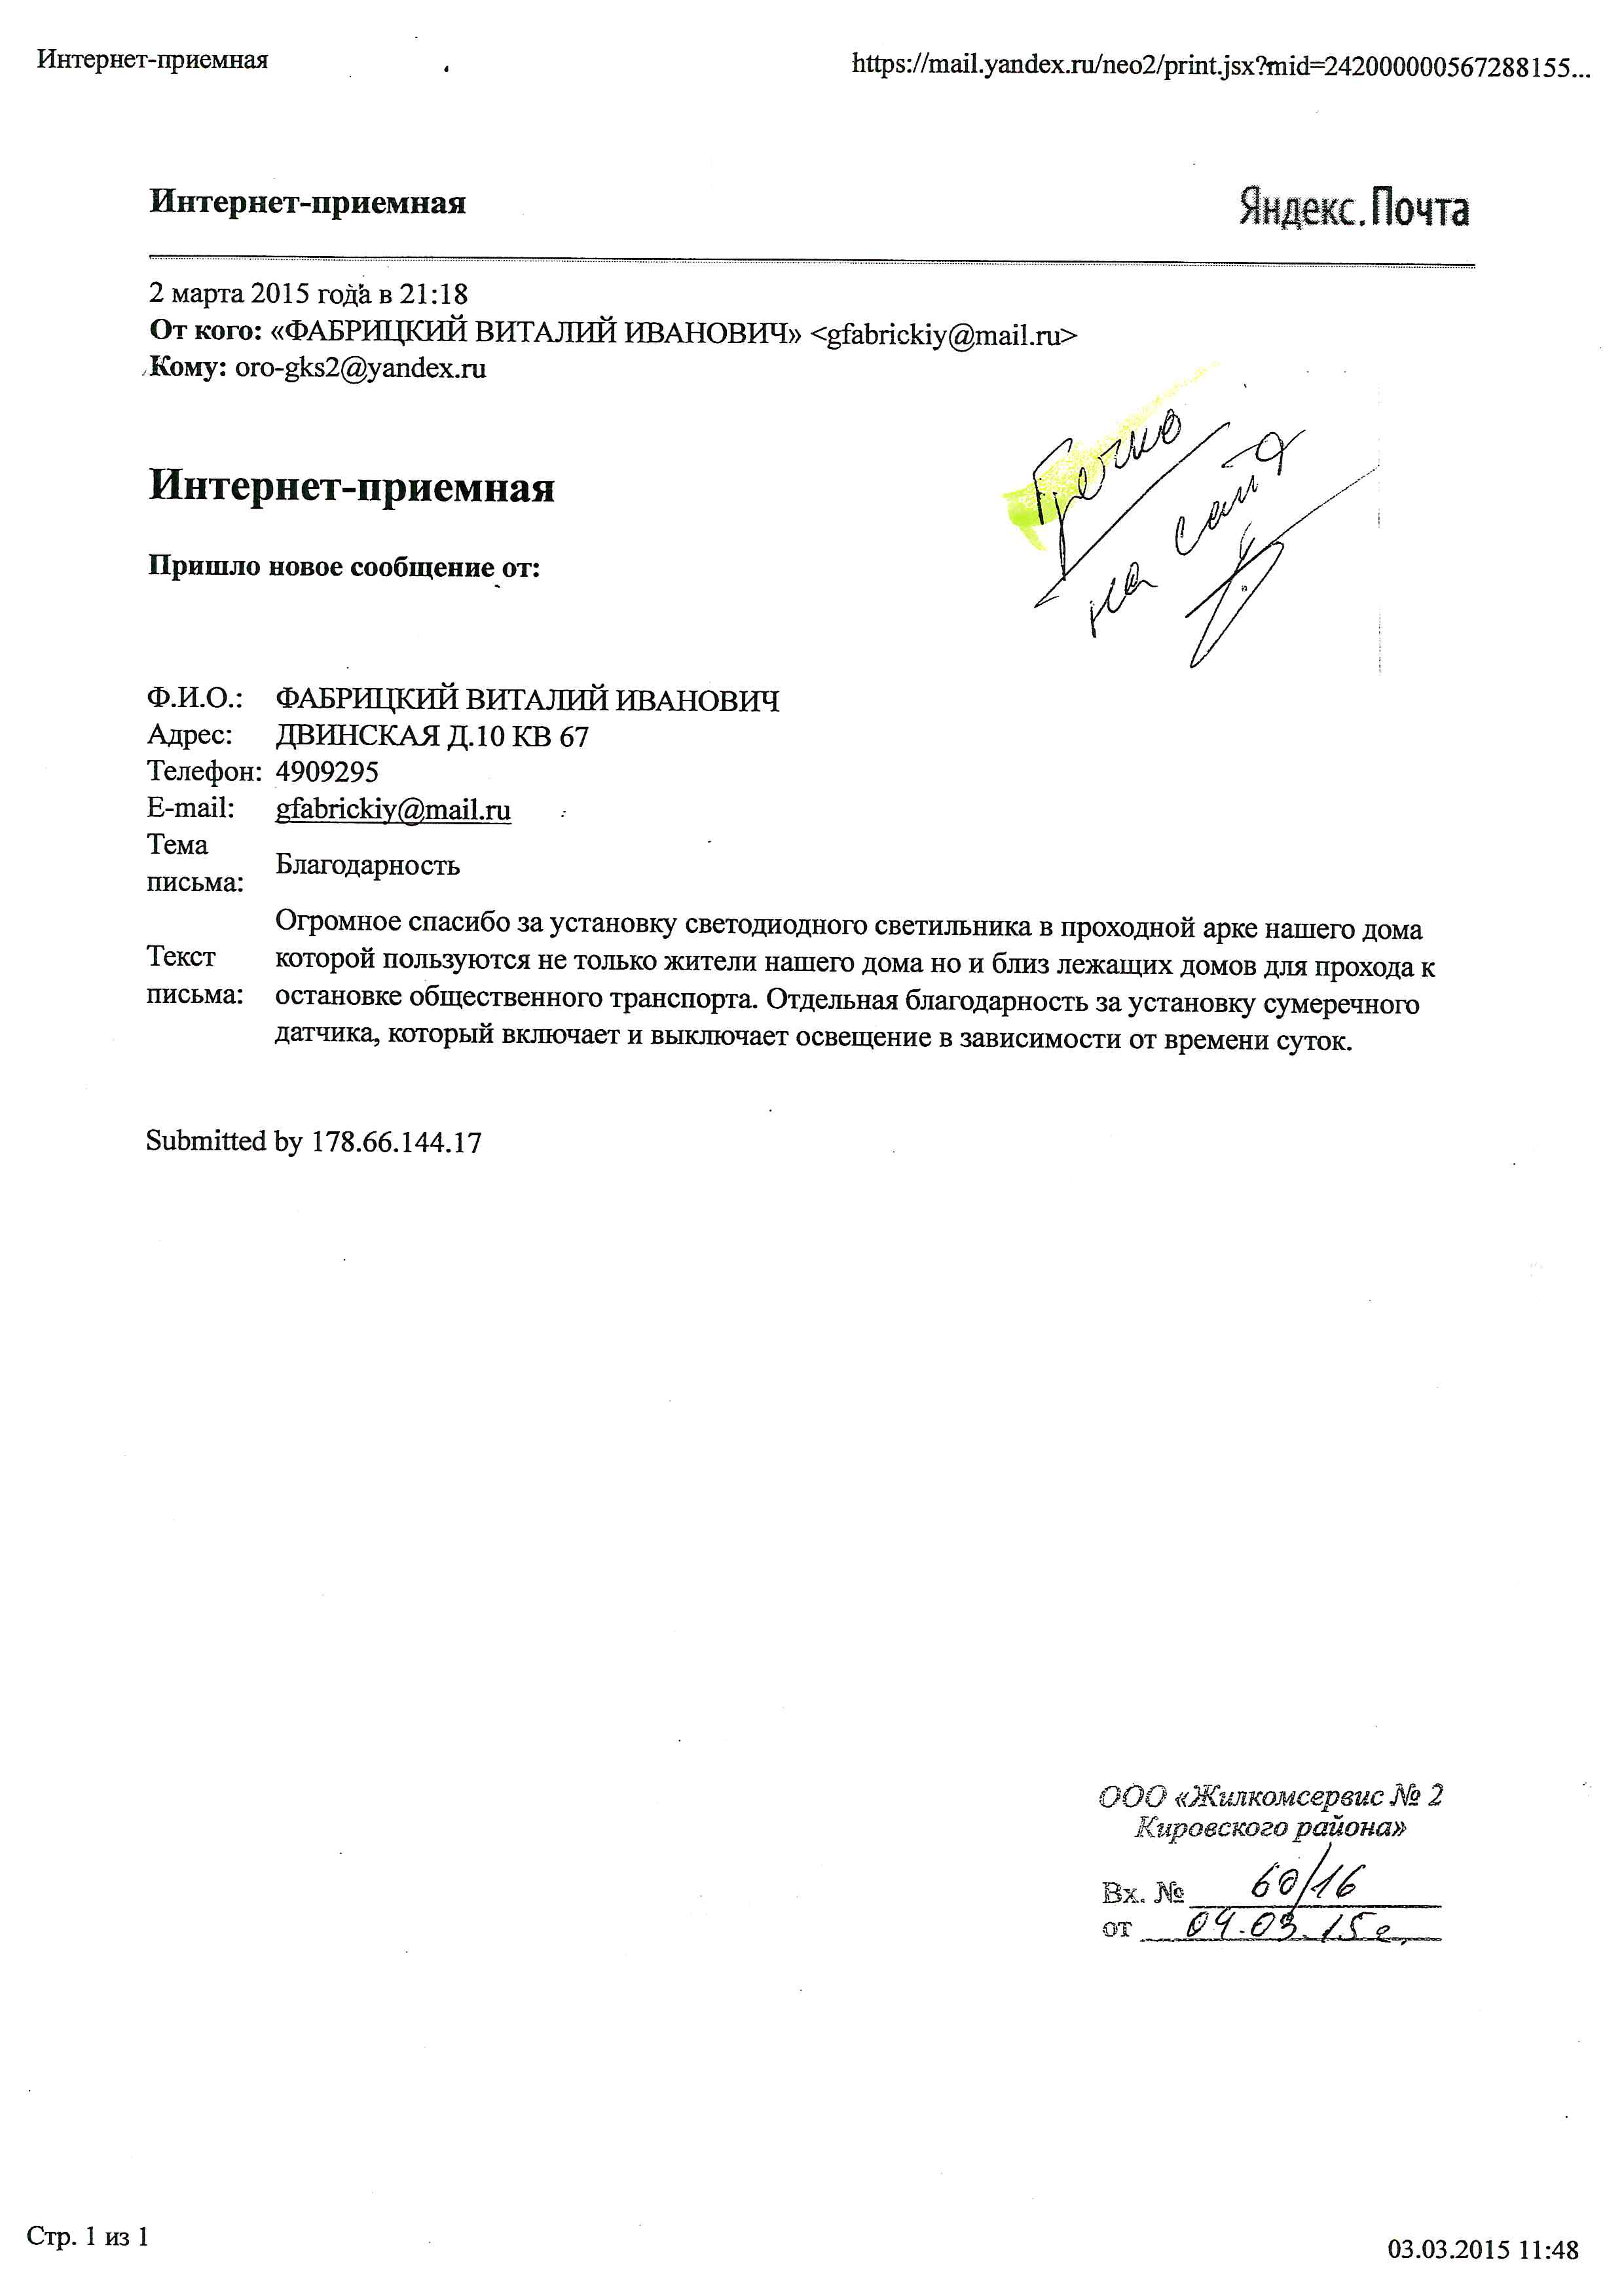 Интернет-приемная
https://mail.yandex.ru/neo2/print.jsx?mid=242000000567288155...
Интернет-приемная
Яндекс.Почта
2 марта 2015 года в 21:18
От кого: «ФАБРИЦКИЙ ВИТАЛИЙ ИВАНОВИЧ» <gfabrickiy@mail.ru>
Кому: oro-gks2@yandex.ru
на сайт
Интернет-приемная
Пришло новое сообщение от:
Ф.И.О.: ФАБРИЦКИЙ ВИТАЛИЙ ИВАНОВИЧ
Адрес: ДВИНСКАЯ Д.10 КВ 67
Телефон: 4909295
E-mail: gfabrickiy@mail.ru
Тема
письма: Благодарность
Текст
письма:
Огромное спасибо за установку светодиодного светильника в проходной арке нашего дома
которой пользуются не только жители нашего дома но и близ лежащих домов для прохода к
остановке общественного транспорта. Отдельная благодарность за установку сумеречного
датчика, который включает и выключает освещение в зависимости от времени суток.
Submitted by 178.66.144.17
ООО «Жилкомсервис № 2
Кировского района»
Вх. № 60/16
от 04.03.15г.
Стр. 1 из 1
03.03.2015 11:48